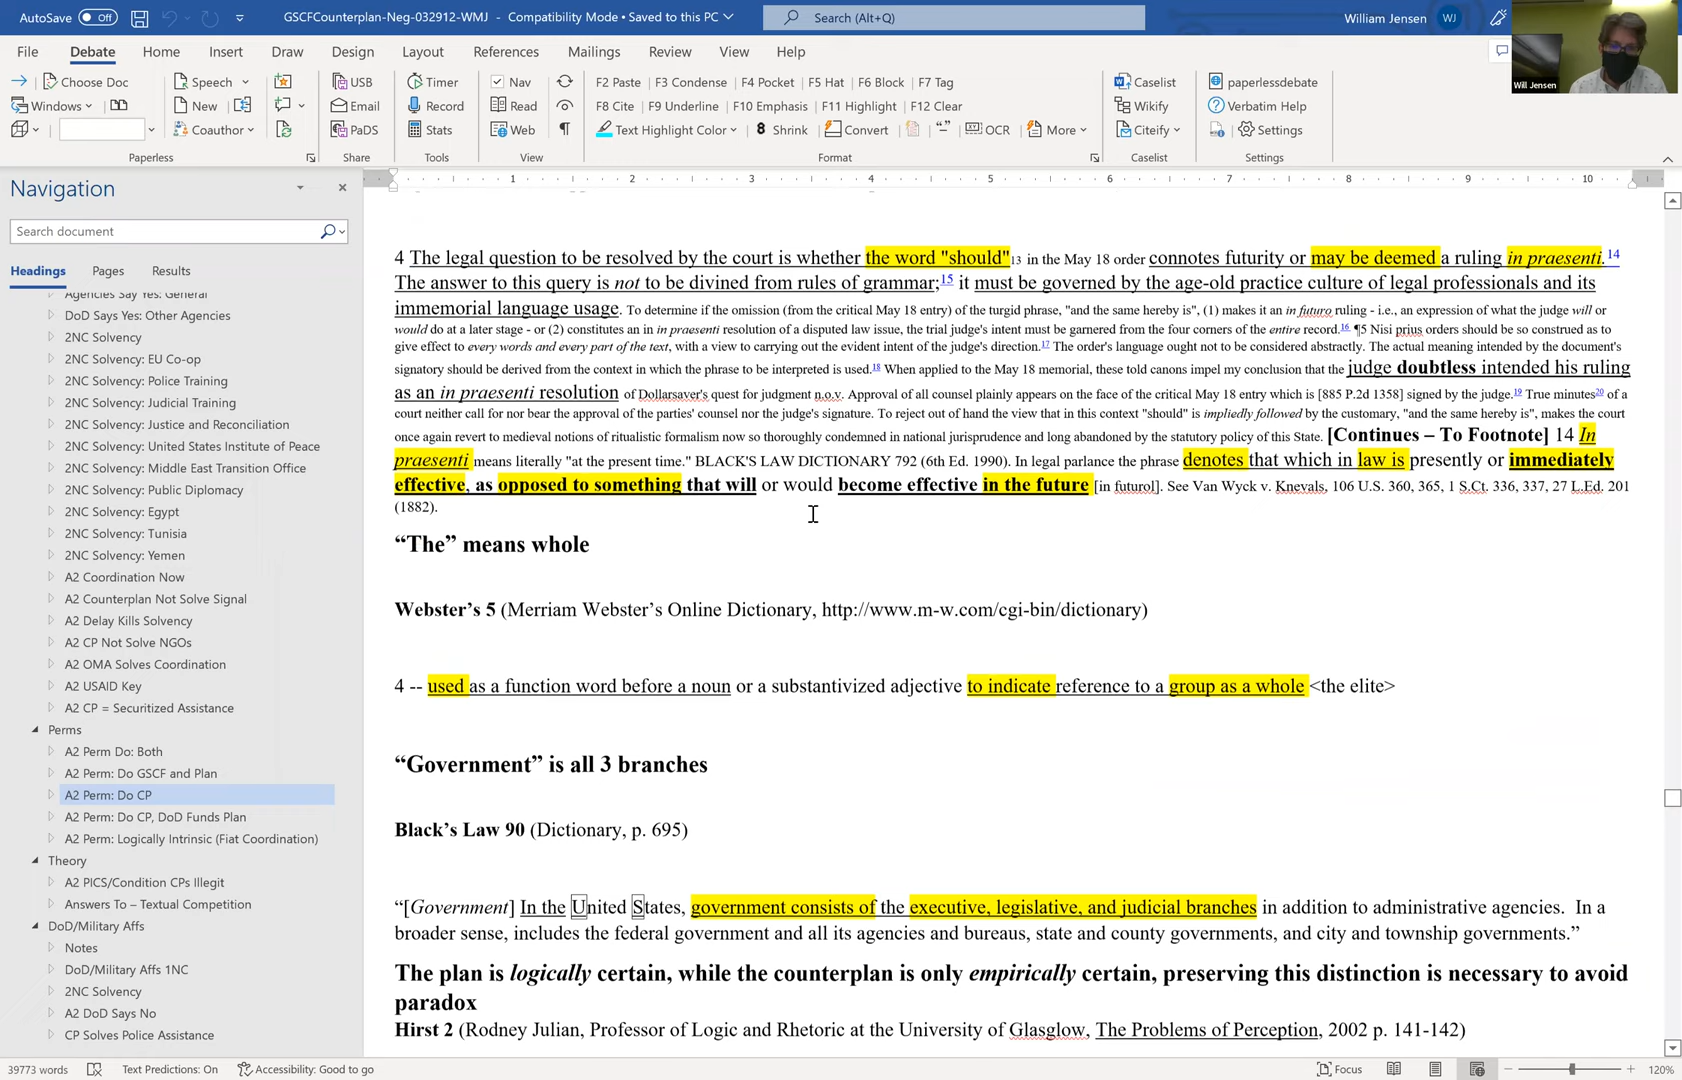 AutoSave Off
GSCFCounterplan-Neg-032912-WMJ - Compatibility Mode • Saved to this PC
Search (Alt+Q)
William Jensen WJ
Will Jensen
File Debate Home Insert Draw Design Layout References Mailings Review View Help
Choose Doc Speech USB Timer Nav F2 Paste F3 Condense F4 Pocket F5 Hat F6 Block F7 Tag Caselist paperlessdebate
Windows New Email Record Read F8 Cite F9 Underline F10 Emphasis F11 Highlight F12 Clear Wikify Verbatim Help
Coauthor PaDS Stats Web Text Highlight Color 8 Shrink Convert OCR More Citeify Settings
Paperless Share Tools View Format Caselist Settings
Navigation
Search document
Headings Pages Results
Agencies Say Yes: General
DoD Says Yes: Other Agencies
2NC Solvency
2NC Solvency: EU Co-op
2NC Solvency: Police Training
2NC Solvency: Judicial Training
2NC Solvency: Justice and Reconciliation
2NC Solvency: United States Institute of Peace
2NC Solvency: Middle East Transition Office
2NC Solvency: Public Diplomacy
2NC Solvency: Egypt
2NC Solvency: Tunisia
2NC Solvency: Yemen
A2 Coordination Now
A2 Counterplan Not Solve Signal
A2 Delay Kills Solvency
A2 CP Not Solve NGOs
A2 OMA Solves Coordination
A2 USAID Key
A2 CP = Securitized Assistance
Perms
A2 Perm Do: Both
A2 Perm: Do GSCF and Plan
A2 Perm: Do CP
A2 Perm: Do CP, DoD Funds Plan
A2 Perm: Logically Intrinsic (Fiat Coordination)
Theory
A2 PICS/Condition CPs Illegit
Answers To – Textual Competition
DoD/Military Affs
Notes
DoD/Military Affs 1NC
2NC Solvency
A2 DoD Says No
CP Solves Police Assistance
1 2 3 4 5 6 7 8 9 10
4 The legal question to be resolved by the court is whether the word "should"13 in the May 18 order connotes futurity or may be deemed a ruling in praesenti.14
The answer to this query is not to be divined from rules of grammar;15 it must be governed by the age-old practice culture of legal professionals and its
immemorial language usage. To determine if the omission (from the critical May 18 entry) of the turgid phrase, "and the same hereby is", (1) makes it an in futuro ruling - i.e., an expression of what the judge will or
would do at a later stage - or (2) constitutes an in in praesenti resolution of a disputed law issue, the trial judge's intent must be garnered from the four corners of the entire record.16 ¶5 Nisi prius orders should be so construed as to
give effect to every words and every part of the text, with a view to carrying out the evident intent of the judge's direction.17 The order's language ought not to be considered abstractly. The actual meaning intended by the document's
signatory should be derived from the context in which the phrase to be interpreted is used.18 When applied to the May 18 memorial, these told canons impel my conclusion that the judge doubtless intended his ruling
as an in praesenti resolution of Dollarsaver's quest for judgment n.o.v. Approval of all counsel plainly appears on the face of the critical May 18 entry which is [885 P.2d 1358] signed by the judge.19 True minutes20 of a
court neither call for nor bear the approval of the parties' counsel nor the judge's signature. To reject out of hand the view that in this context "should" is impliedly followed by the customary, "and the same hereby is", makes the court
once again revert to medieval notions of ritualistic formalism now so thoroughly condemned in national jurisprudence and long abandoned by the statutory policy of this State. [Continues – To Footnote] 14 In
praesenti means literally "at the present time." BLACK'S LAW DICTIONARY 792 (6th Ed. 1990). In legal parlance the phrase denotes that which in law is presently or immediately
effective, as opposed to something that will or would become effective in the future [in futurol]. See Van Wyck v. Knevals, 106 U.S. 360, 365, 1 S.Ct. 336, 337, 27 L.Ed. 201
(1882).
“The” means whole
Webster’s 5 (Merriam Webster’s Online Dictionary, http://www.m-w.com/cgi-bin/dictionary)
4 -- used as a function word before a noun or a substantivized adjective to indicate reference to a group as a whole <the elite>
“Government” is all 3 branches
Black’s Law 90 (Dictionary, p. 695)
“[Government] In the United States, government consists of the executive, legislative, and judicial branches in addition to administrative agencies. In a
broader sense, includes the federal government and all its agencies and bureaus, state and county governments, and city and township governments.”
The plan is logically certain, while the counterplan is only empirically certain, preserving this distinction is necessary to avoid
paradox
Hirst 2 (Rodney Julian, Professor of Logic and Rhetoric at the University of Glasglow, The Problems of Perception, 2002 p. 141-142)
39773 words Text Predictions: On Accessibility: Good to go Focus 120%